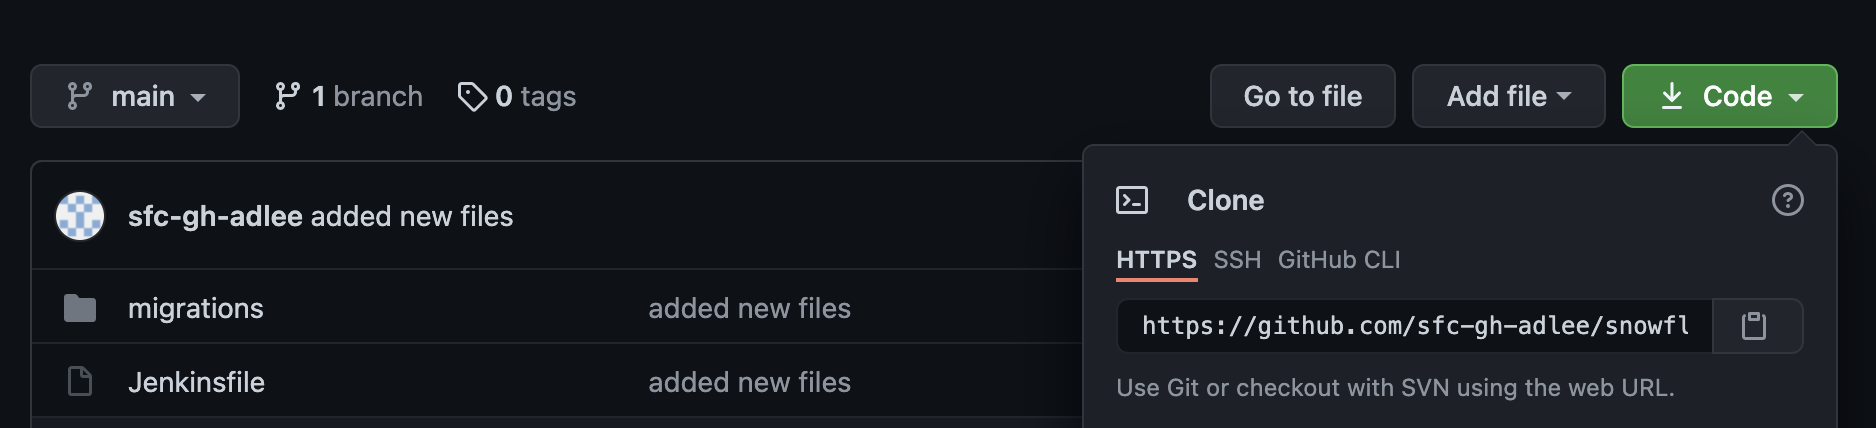 main 1 branch 0 tags Go to file Add file Code
sfc-gh-adlee added new files
Clone
HTTPS SSH GitHub CLI
migrations added new files
https://github.com/sfc-gh-adlee/snowfl
Jenkinsfile added new files
Use Git or checkout with SVN using the web URL.